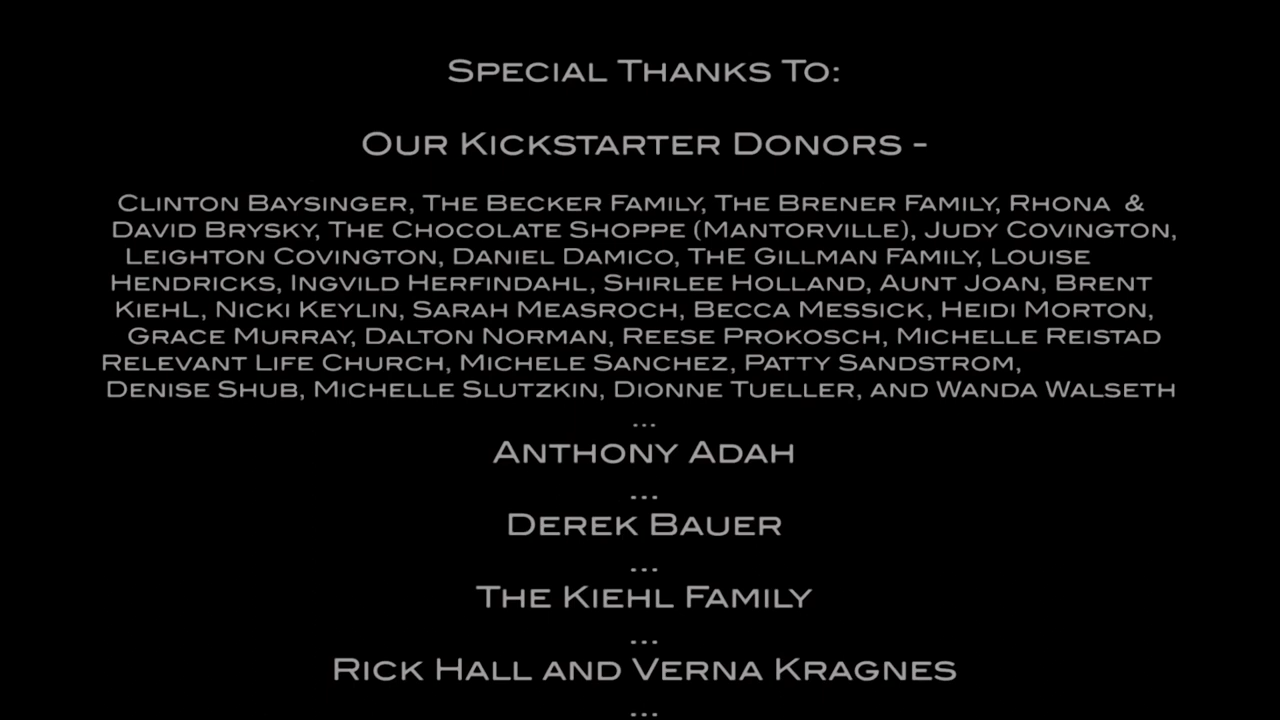 Special Thanks To:
Our Kickstarter Donors -
Clinton Baysinger, The Becker Family, The Brener Family, Rhona &
David Brysky, The Chocolate Shoppe (Mantorville), Judy Covington,
Leighton Covington, Daniel Damico, ThE Gillman Family, Louise
Hendricks, Ingvild Herfindahl, Shirlee Holland, Aunt Joan, Brent
KiehL, Nicki Keylin, Sarah Measroch, Becca Messick, Heidi Morton,
Grace Murray, Dalton Norman, Reese Prokosch, Michelle Reistad
Relevant Life Church, Michele Sanchez, Patty Sandstrom,
Denise Shub, Michelle Slutzkin, Dionne Tueller, and Wanda Walseth
...
Anthony Adah
...
Derek Bauer
...
The Kiehl Family
...
Rick Hall and Verna Kragnes
...